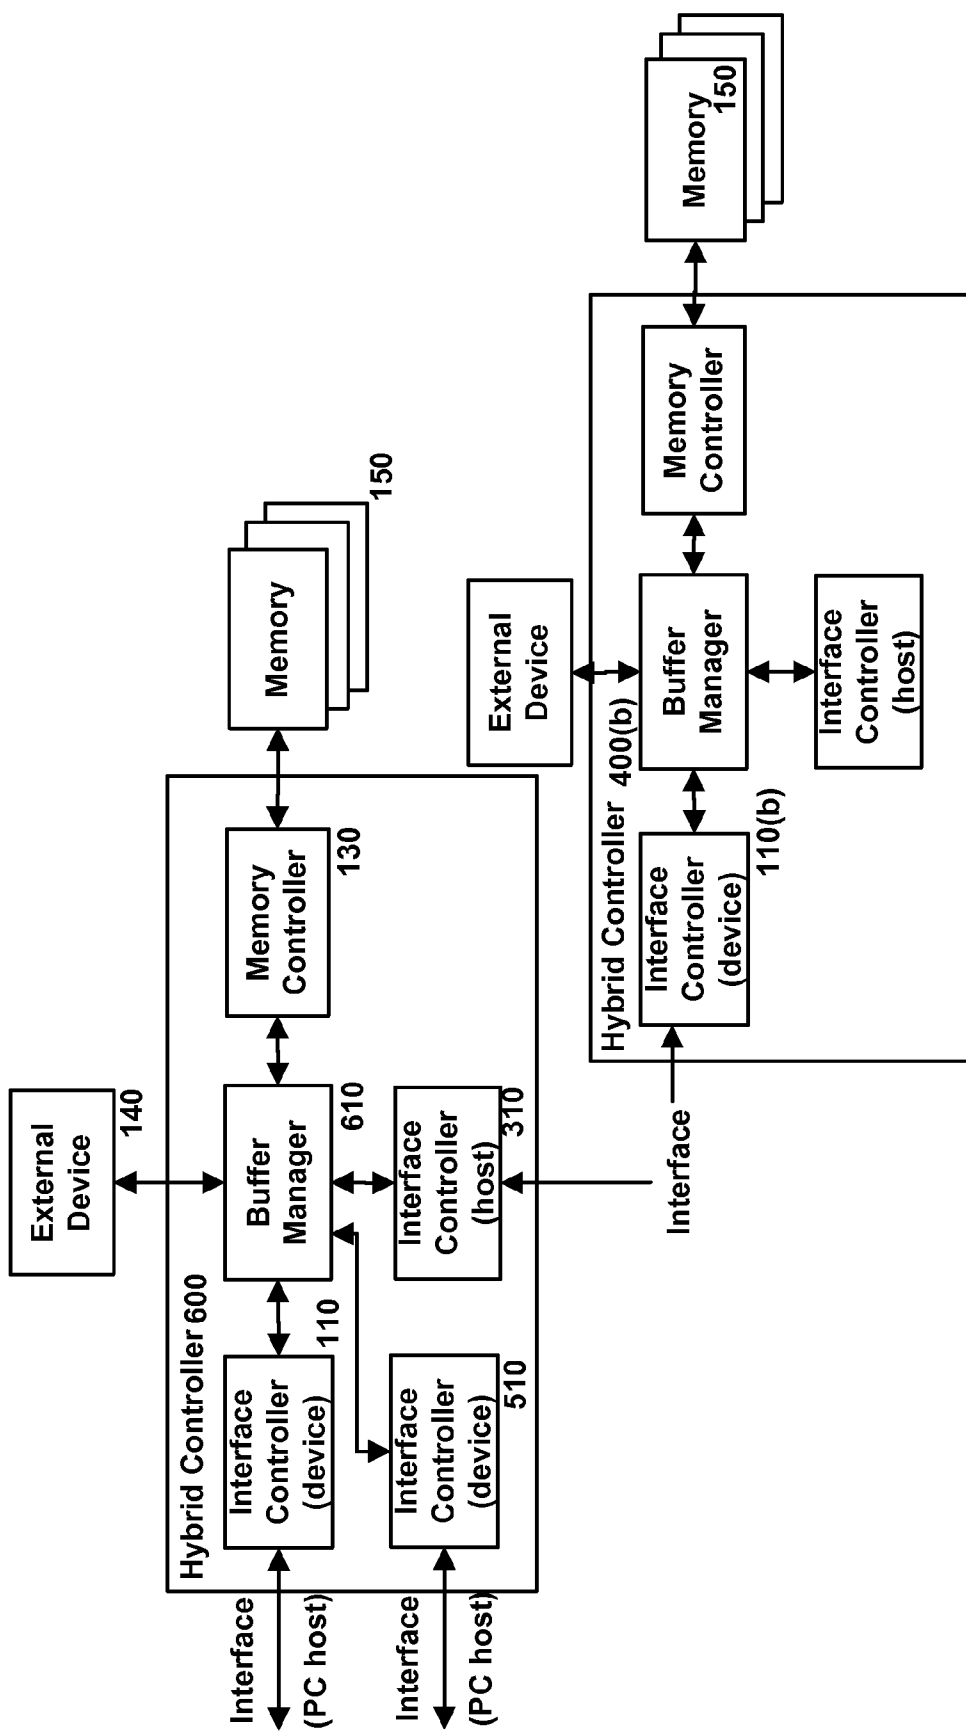 External
Device
140
Hybrid Controller 600
Interface
(PC host)
Interface
Controller
(device)
110
Buffer
Manager
610
Memory
Controller
130
Memory
150
Interface
(PC host)
Interface
Controller
(device)
510
Interface
Controller
(host)
310
Interface
External
Device
Hybrid Controller 400(b)
Interface
Controller
(device)
110(b)
Buffer
Manager
Memory
Controller
Memory
150
Interface
Controller
(host)